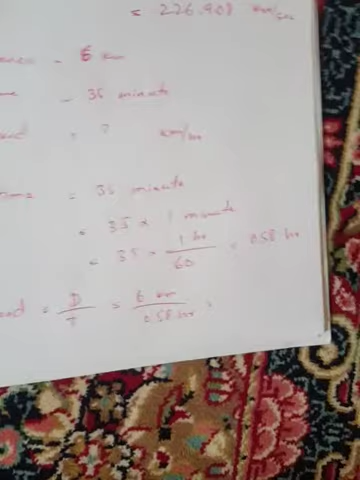 = 226.908 km/hr
= 6 km
= 35 minute
= ? km/hr
= 35 minute
= 35 × 1 minute
= 35 × 1 hr / 60 = 0.58 hr
= D / T = 6 km / 0.58 hr =